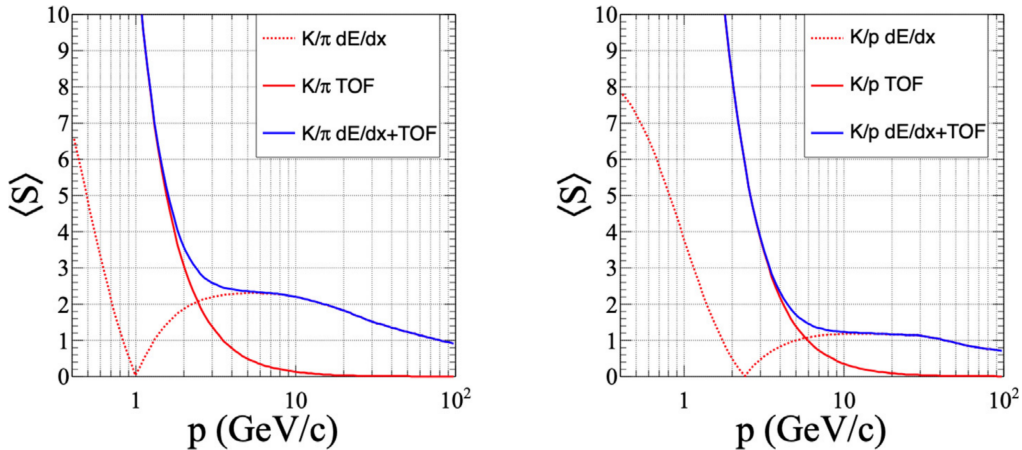 10
9
8
7
6
5
4
3
2
1
0
⟨S⟩
K/π dE/dx
K/π TOF
K/π dE/dx+TOF
1
10
10²
p (GeV/c)
10
9
8
7
6
5
4
3
2
1
0
⟨S⟩
K/p dE/dx
K/p TOF
K/p dE/dx+TOF
1
10
10²
p (GeV/c)